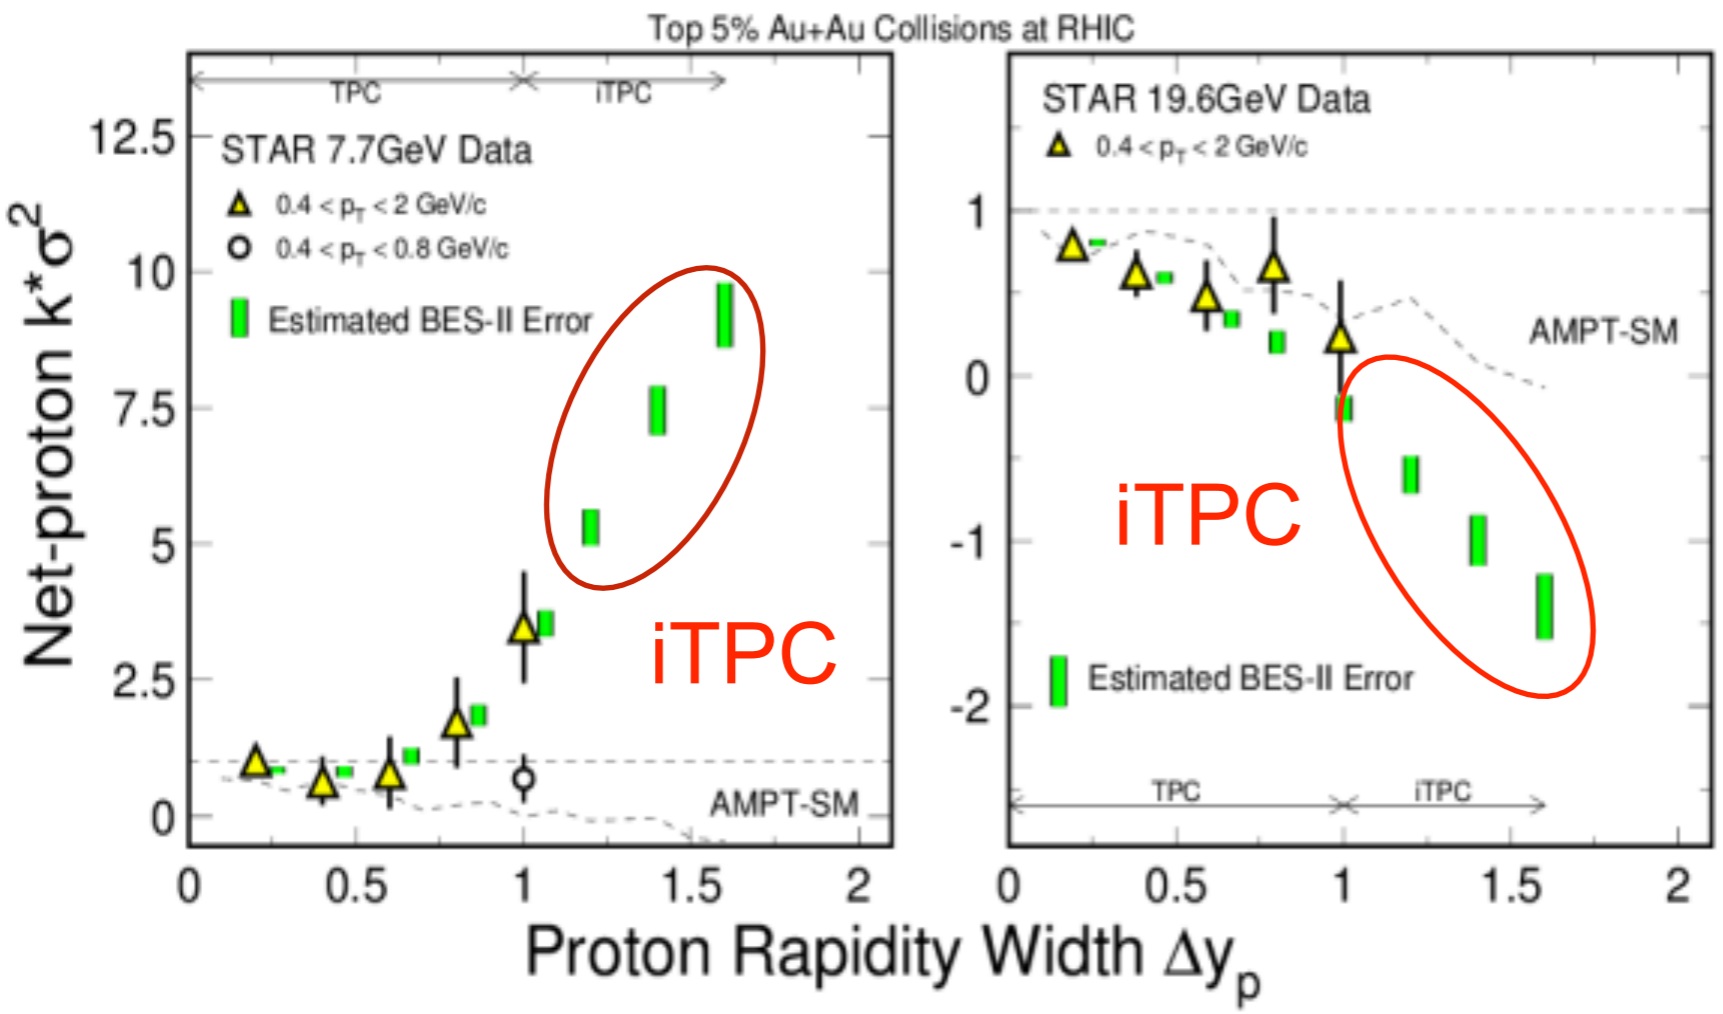 Top 5% Au+Au Collisions at RHIC
Net-proton k*σ²
TPC
iTPC
12.5
10
7.5
5
2.5
0
STAR 7.7GeV Data
0.4 < p_T < 2 GeV/c
0.4 < p_T < 0.8 GeV/c
Estimated BES-II Error
iTPC
AMPT-SM
0
0.5
1
1.5
2
STAR 19.6GeV Data
0.4 < p_T < 2 GeV/c
1
0
-1
-2
AMPT-SM
iTPC
Estimated BES-II Error
TPC
iTPC
0
0.5
1
1.5
2
Proton Rapidity Width Δy_p